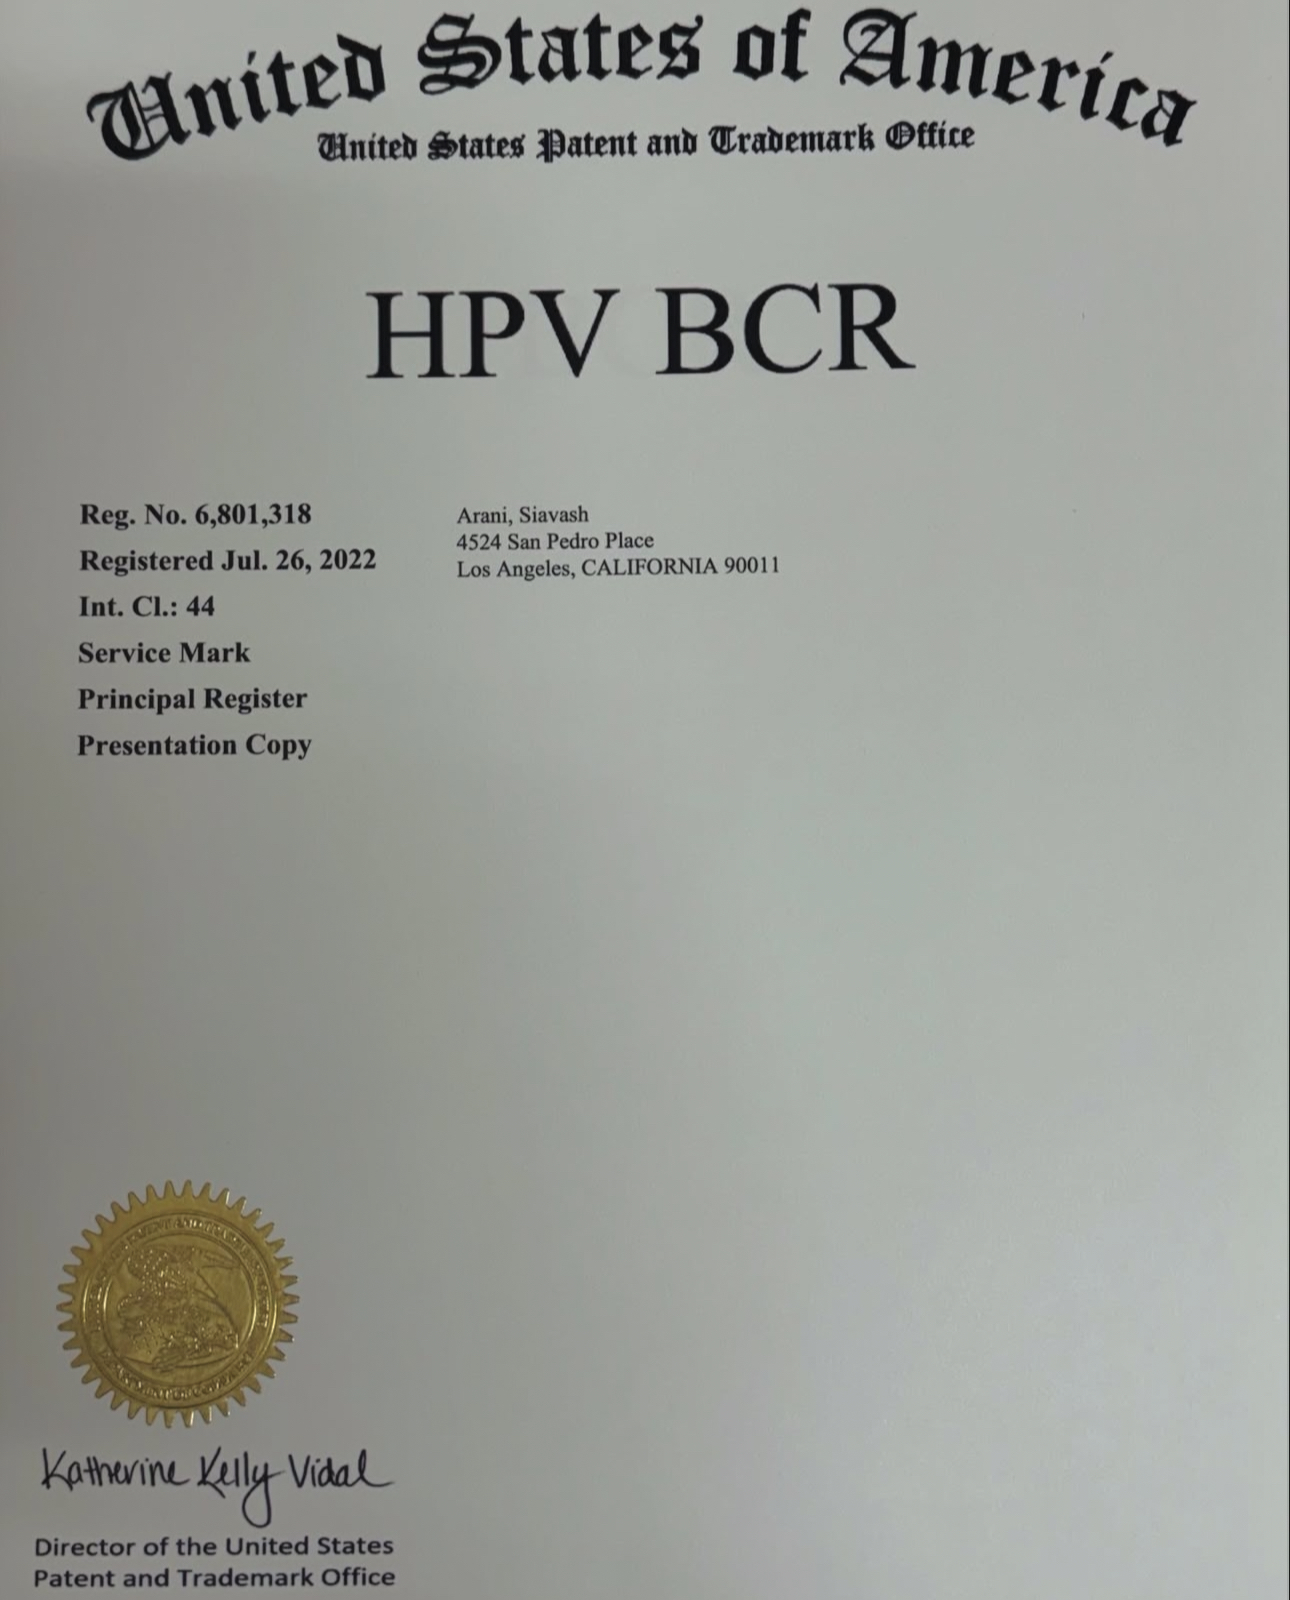 United States of America
United States Patent and Trademark Office
HPV BCR
Reg. No. 6,801,318
Registered Jul. 26, 2022
Int. Cl.: 44
Service Mark
Principal Register
Presentation Copy
Arani, Siavash
4524 San Pedro Place
Los Angeles, CALIFORNIA 90011
Katherine Kelly Vidal
Director of the United States
Patent and Trademark Office